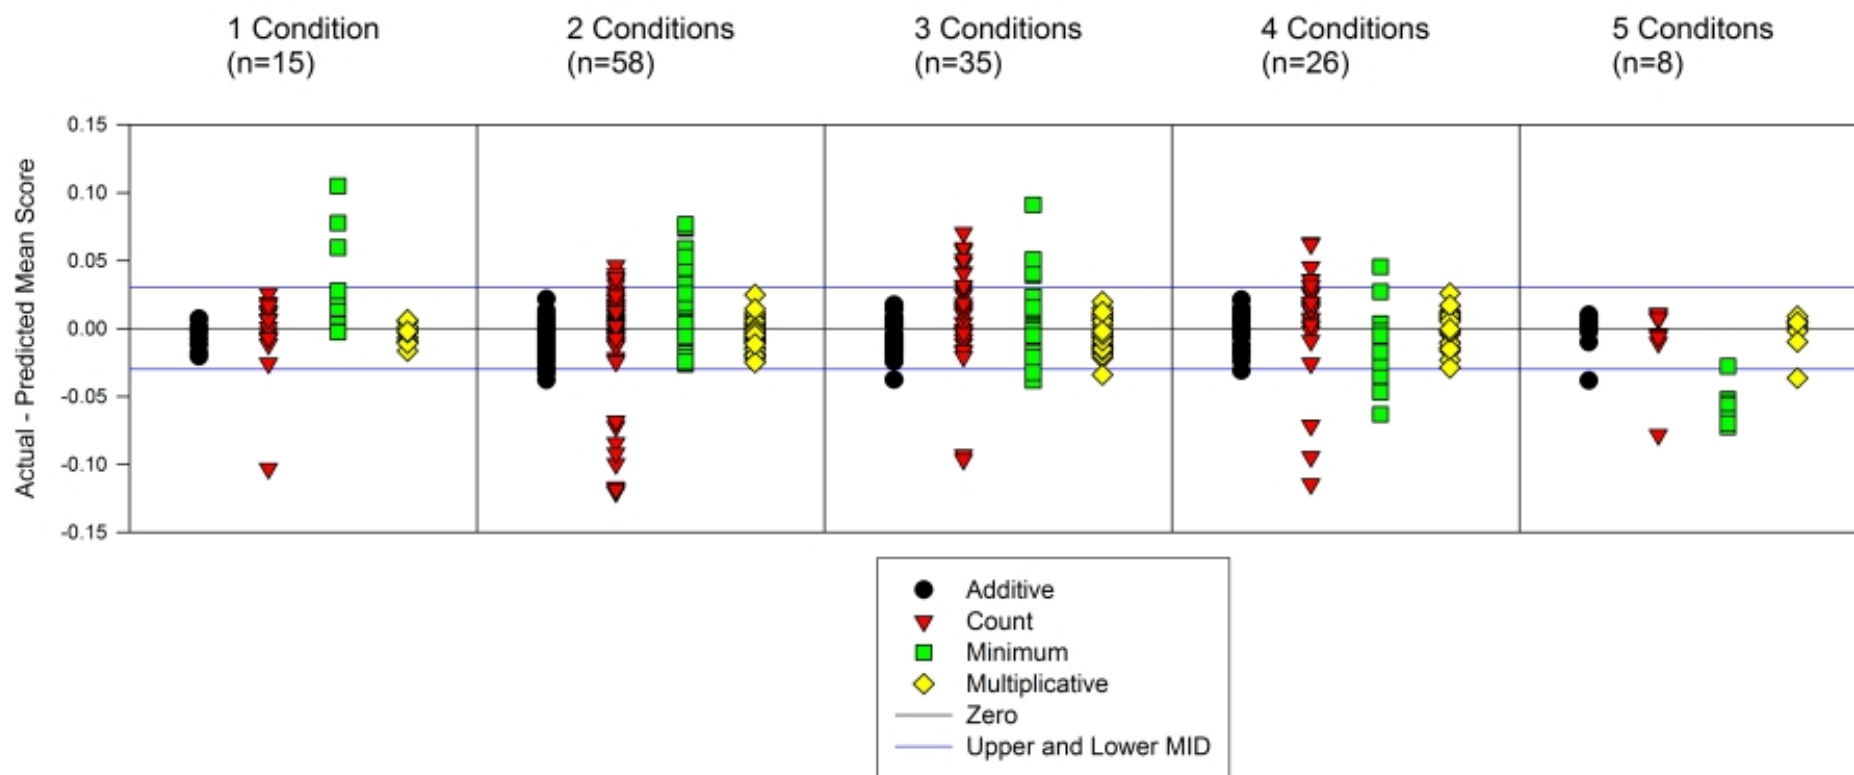 1 Condition
(n=15)
2 Conditions
(n=58)
3 Conditions
(n=35)
4 Conditions
(n=26)
5 Conditons
(n=8)
Actual - Predicted Mean Score
0.15
0.10
0.05
0.00
-0.05
-0.10
-0.15
Additive
Count
Minimum
Multiplicative
Zero
Upper and Lower MID